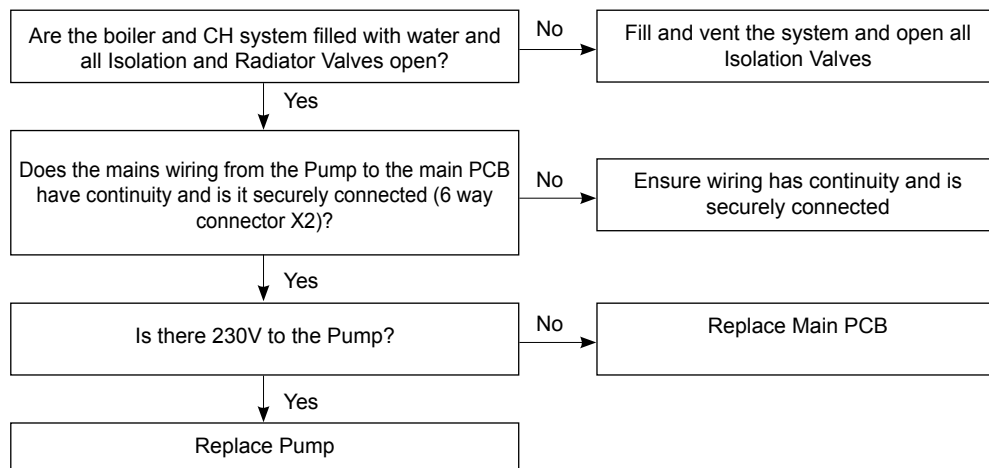 Are the boiler and CH system filled with water and
all Isolation and Radiator Valves open?
No
Fill and vent the system and open all
Isolation Valves
Yes
Does the mains wiring from the Pump to the main PCB
have continuity and is it securely connected (6 way
connector X2)?
No
Ensure wiring has continuity and is
securely connected
Yes
Is there 230V to the Pump?
No
Replace Main PCB
Yes
Replace Pump